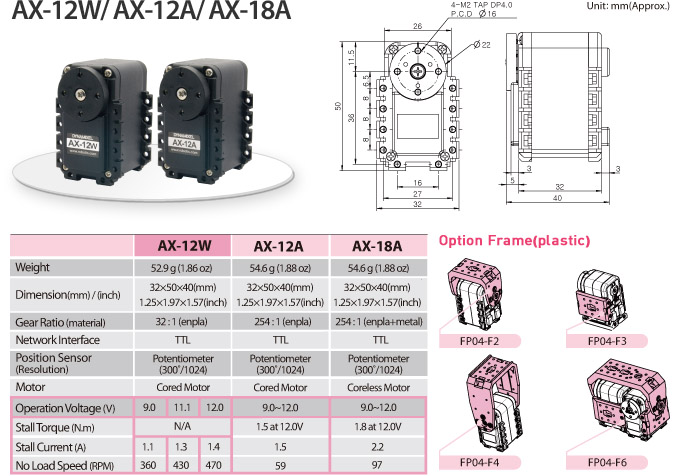 AX-12W/ AX-12A/ AX-18A
Unit: mm(Approx.)
4-M2 TAP DP4.0
P.C.D Ø16
26
Ø22
11.5
6.5
8
8
8
50
36
16
27
32
3
3
5
32
40
DYNAMIXEL
AX-12W
DYNAMIXEL
AX-12A
AX-12W AX-12A AX-18A
Weight 52.9 g (1.86 oz) 54.6 g (1.88 oz) 54.6 g (1.88 oz)
Dimension(mm) / (inch) 32×50×40(mm) 32×50×40(mm) 32×50×40(mm)
1.25×1.97×1.57(inch) 1.25×1.97×1.57(inch) 1.25×1.97×1.57(inch)
Gear Ratio (material) 32 : 1 (enpla) 254 : 1 (enpla) 254 : 1 (enpla+metal)
Network Interface TTL TTL TTL
Position Sensor Potentiometer Potentiometer Potentiometer
(Resolution) (300˚/1024) (300˚/1024) (300˚/1024)
Motor Cored Motor Cored Motor Coreless Motor
Operation Voltage (V) 9.0 11.1 12.0 9.0~12.0 9.0~12.0
Stall Torque (N.m) N/A 1.5 at 12.0V 1.8 at 12.0V
Stall Current (A) 1.1 1.3 1.4 1.5 2.2
No Load Speed (RPM) 360 430 470 59 97
Option Frame(plastic)
FP04-F2
FP04-F3
FP04-F4
FP04-F6